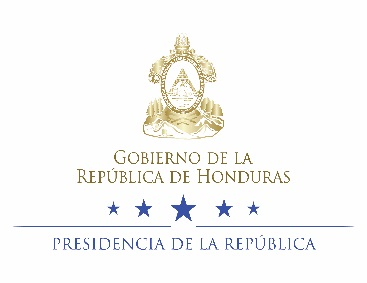 GOBIERNO DE LA
REPÚBLICA DE HONDURAS
PRESIDENCIA DE LA REPÚBLICA